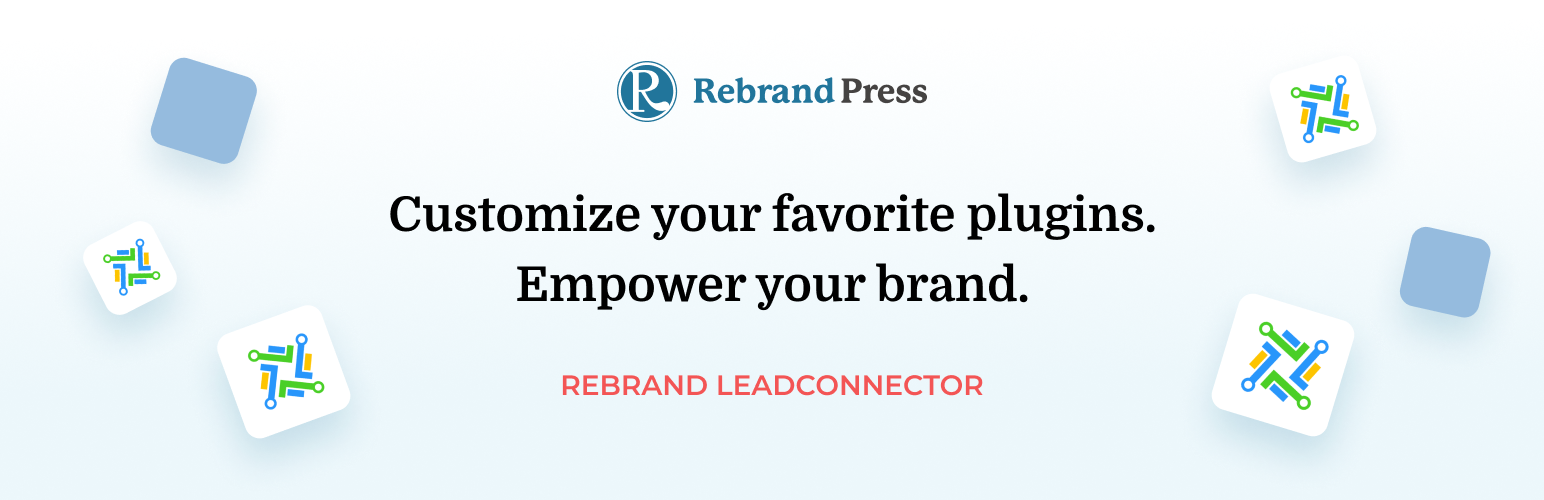 R Rebrand Press
Customize your favorite plugins.
Empower your brand.
REBRAND LEADCONNECTOR